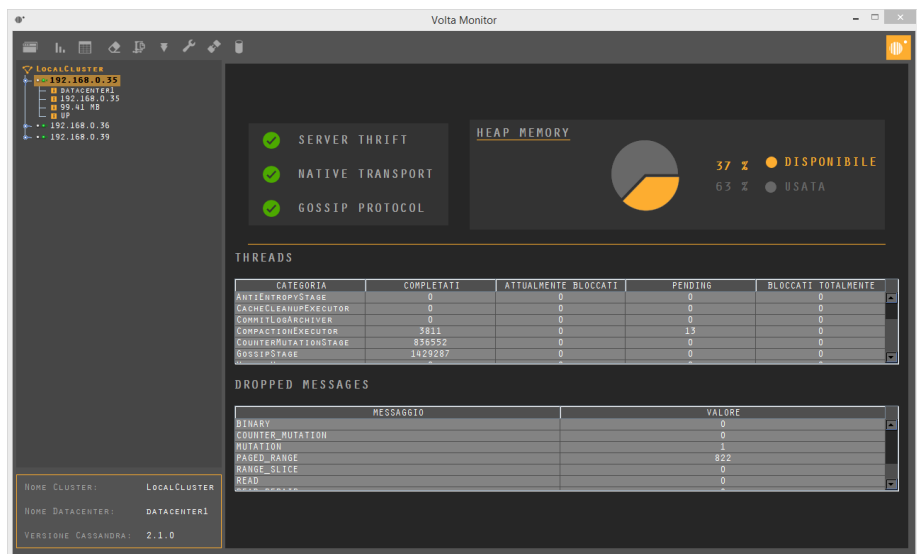 Volta Monitor
LocalCluster
192.168.0.35
datacenter1
192.168.0.35
99.41 MB
UP
192.168.0.36
192.168.0.39
SERVER THRIFT
NATIVE TRANSPORT
GOSSIP PROTOCOL
HEAP MEMORY
37 % DISPONIBILE
63 % USATA
THREADS
CATEGORIA COMPLETATI ATTUALMENTE BLOCCATI PENDING BLOCCATI TOTALMENTE
AntiEntropyStage 0 0 0 0
CacheCleanupExecutor 0 0 0 0
CommitLogArchiver 0 0 0 0
CompactionExecutor 3811 0 13 0
CounterMutationStage 836552 0 0 0
GossipStage 1429287 0 0 0
DROPPED MESSAGES
MESSAGGIO VALORE
BINARY 0
COUNTER_MUTATION 0
MUTATION 1
PAGED_RANGE 822
RANGE_SLICE 0
READ 0
Nome Cluster: LocalCluster
Nome Datacenter: datacenter1
Versione Cassandra: 2.1.0